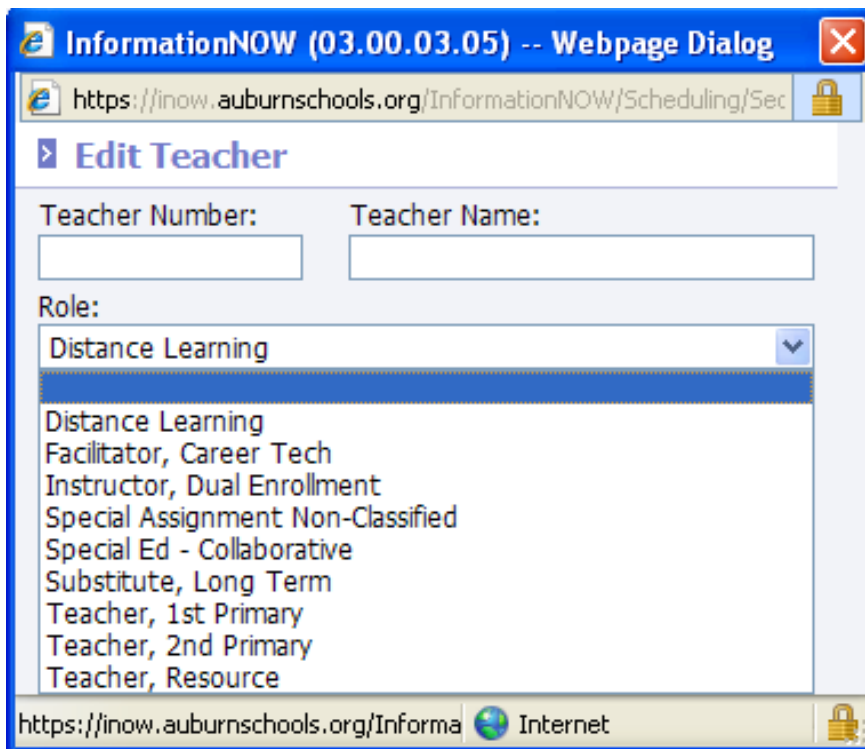 InformationNOW (03.00.03.05) -- Webpage Dialog
https://inow.auburnschools.org/InformationNOW/Scheduling/Sec
Edit Teacher
Teacher Number: Teacher Name:
Role:
Distance Learning
Distance Learning
Facilitator, Career Tech
Instructor, Dual Enrollment
Special Assignment Non-Classified
Special Ed - Collaborative
Substitute, Long Term
Teacher, 1st Primary
Teacher, 2nd Primary
Teacher, Resource
https://inow.auburnschools.org/Informa Internet